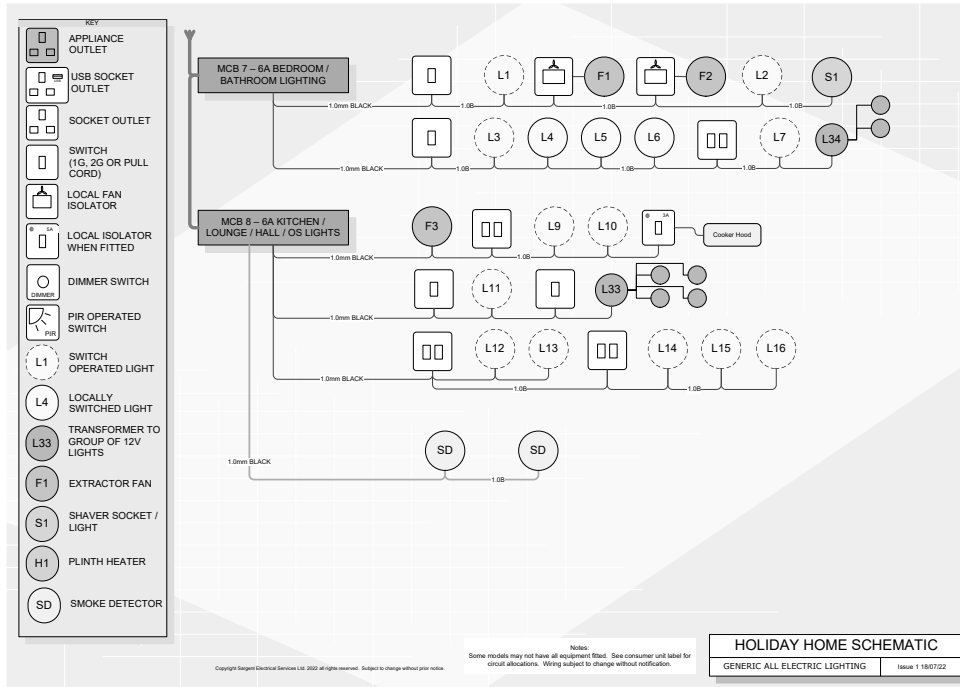 KEY
APPLIANCE
OUTLET
USB SOCKET
OUTLET
SOCKET OUTLET
SWITCH
(1G, 2G OR PULL
CORD)
LOCAL FAN
ISOLATOR
5A
LOCAL ISOLATOR
WHEN FITTED
DIMMER
DIMMER SWITCH
PIR
PIR OPERATED
SWITCH
L1
SWITCH
OPERATED LIGHT
L4
LOCALLY
SWITCHED LIGHT
L33
TRANSFORMER TO
GROUP OF 12V
LIGHTS
F1
EXTRACTOR FAN
S1
SHAVER SOCKET /
LIGHT
H1
PLINTH HEATER
SD
SMOKE DETECTOR
MCB 7 – 6A BEDROOM /
BATHROOM LIGHTING
L1 F1 F2 L2 S1
1.0mm BLACK 1.0B 1.0B 1.0B
L3 L4 L5 L6 L7 L34
1.0mm BLACK 1.0B 1.0B 1.0B
MCB 8 – 6A KITCHEN /
LOUNGE / HALL / OS LIGHTS
F3 L9 L10 3A Cooker Hood
1.0mm BLACK 1.0B
L11 L33
1.0mm BLACK
L12 L13 L14 L15 L16
1.0mm BLACK
1.0B 1.0B
SD SD
1.0mm BLACK
1.0B
Notes:
Some models may not have all equipment fitted. See consumer unit label for
circuit allocations. Wiring subject to change without notification.
Copyright Sargent Electrical Services Ltd. 2022 all rights reserved. Subject to change without prior notice.
HOLIDAY HOME SCHEMATIC
GENERIC ALL ELECTRIC LIGHTING
Issue 1 18/07/22